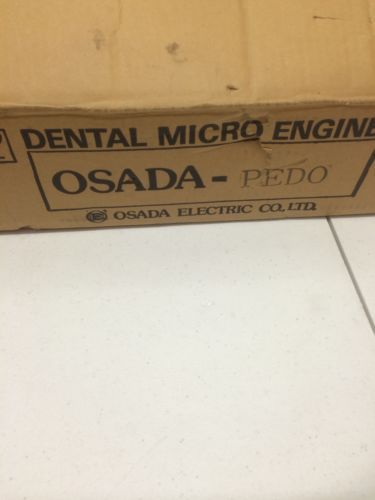 DENTAL MICRO ENGINE
OSADA - PEDO
OSADA ELECTRIC CO., LTD.